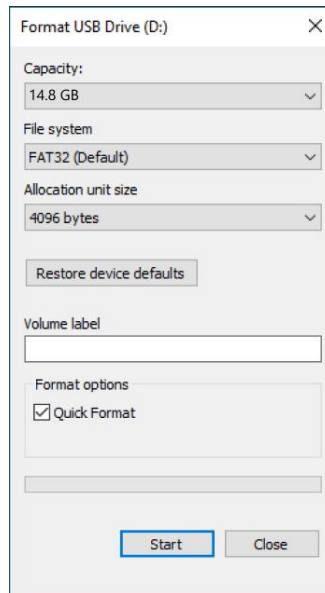 Format USB Drive (D:)
Capacity:
14.8 GB
File system
FAT32 (Default)
Allocation unit size
4096 bytes
Restore device defaults
Volume label
Format options
Quick Format
Start
Close